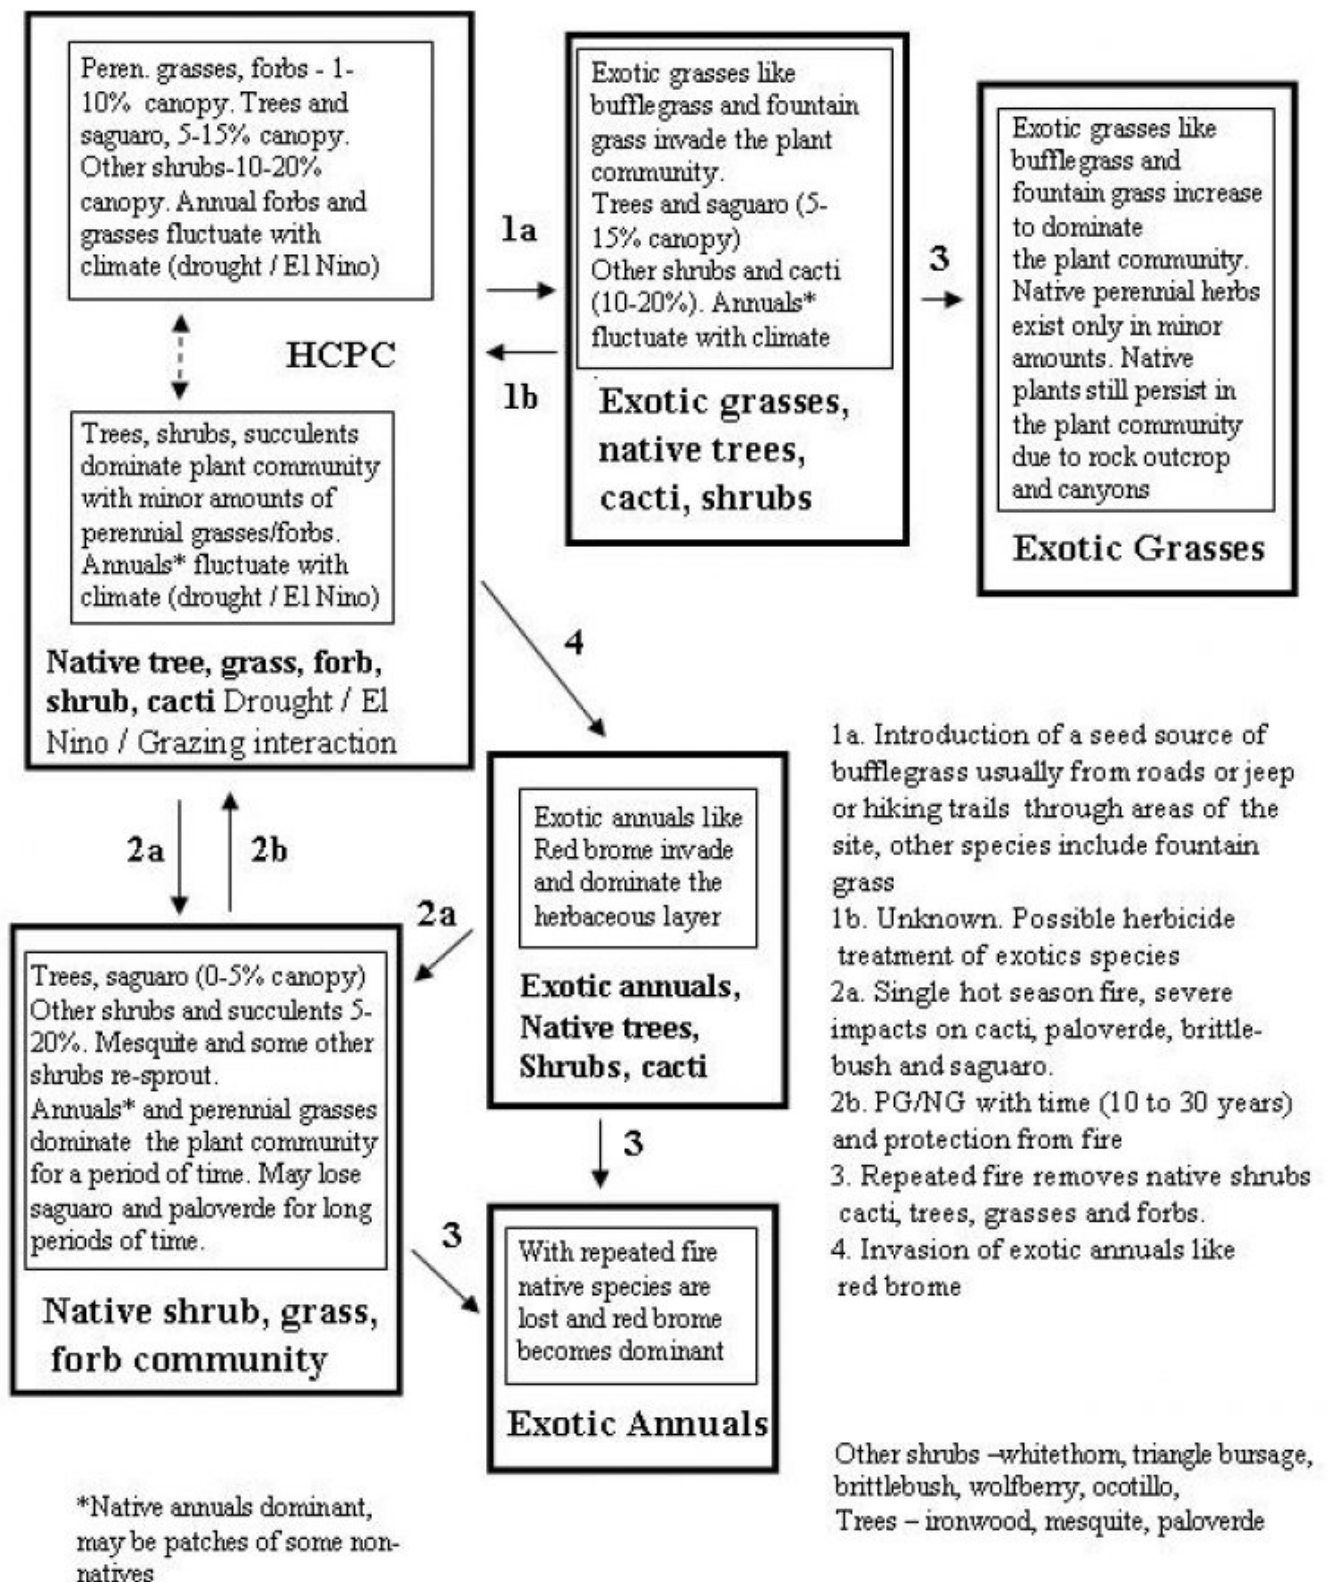 Peren. grasses, forbs - 1-
10% canopy. Trees and
saguaro, 5-15% canopy.
Other shrubs-10-20%
canopy. Annual forbs and
grasses fluctuate with
climate (drought / El Nino)
HCPC
Trees, shrubs, succulents
dominate plant community
with minor amounts of
perennial grasses/forbs.
Annuals* fluctuate with
climate (drought / El Nino)
Native tree, grass, forb,
shrub, cacti Drought / El
Nino / Grazing interaction
1a
1b
Exotic grasses like
bufflegrass and fountain
grass invade the plant
community.
Trees and saguaro (5-
15% canopy)
Other shrubs and cacti
(10-20%). Annuals*
fluctuate with climate
Exotic grasses,
native trees,
cacti, shrubs
3
Exotic grasses like
bufflegrass and
fountain grass increase
to dominate
the plant community.
Native perennial herbs
exist only in minor
amounts. Native
plants still persist in
the plant community
due to rock outcrop
and canyons
Exotic Grasses
4
2a
2b
Exotic annuals like
Red brome invade
and dominate the
herbaceous layer
Exotic annuals,
Native trees,
Shrubs, cacti
2a
Trees, saguaro (0-5% canopy)
Other shrubs and succulents 5-
20%. Mesquite and some other
shrubs re-sprout.
Annuals* and perennial grasses
dominate the plant community
for a period of time. May lose
saguaro and paloverde for long
periods of time.
Native shrub, grass,
forb community
3
3
With repeated fire
native species are
lost and red brome
becomes dominant
Exotic Annuals
1a. Introduction of a seed source of
bufflegrass usually from roads or jeep
or hiking trails through areas of the
site, other species include fountain
grass
1b. Unknown. Possible herbicide
treatment of exotics species
2a. Single hot season fire, severe
impacts on cacti, paloverde, brittle-
bush and saguaro.
2b. PG/NG with time (10 to 30 years)
and protection from fire
3. Repeated fire removes native shrubs
cacti, trees, grasses and forbs.
4. Invasion of exotic annuals like
red brome
Other shrubs –whitethorn, triangle bursage,
brittlebush, wolfberry, ocotillo,
Trees – ironwood, mesquite, paloverde
*Native annuals dominant,
may be patches of some non-
natives